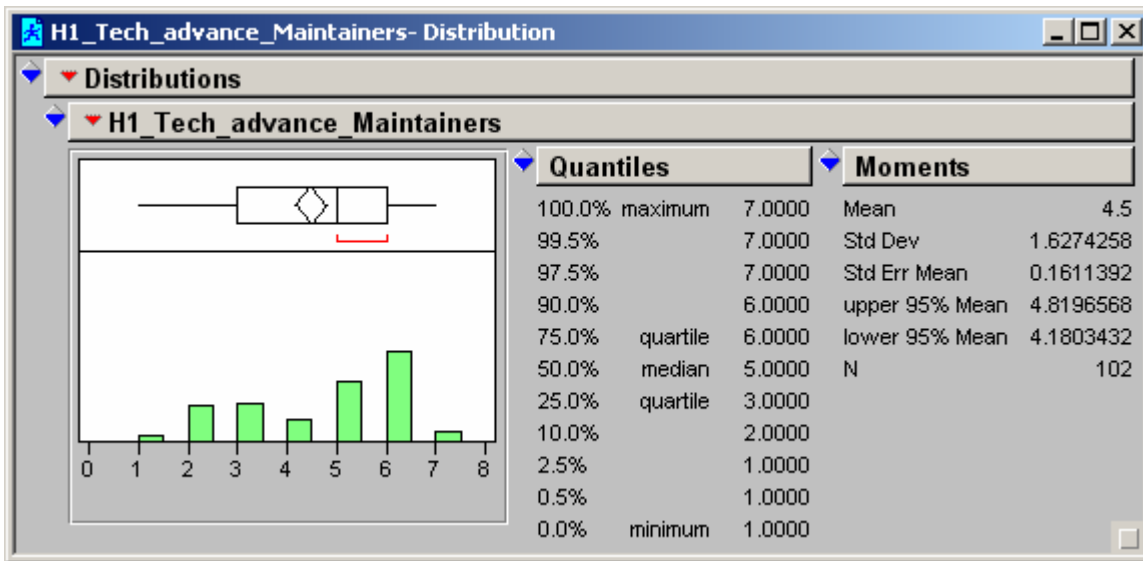 H1_Tech_advance_Maintainers- Distribution
Distributions
H1_Tech_advance_Maintainers
0 1 2 3 4 5 6 7 8
Quantiles
100.0% maximum 7.0000
99.5% 7.0000
97.5% 7.0000
90.0% 6.0000
75.0% quartile 6.0000
50.0% median 5.0000
25.0% quartile 3.0000
10.0% 2.0000
2.5% 1.0000
0.5% 1.0000
0.0% minimum 1.0000
Moments
Mean 4.5
Std Dev 1.6274258
Std Err Mean 0.1611392
upper 95% Mean 4.8196568
lower 95% Mean 4.1803432
N 102